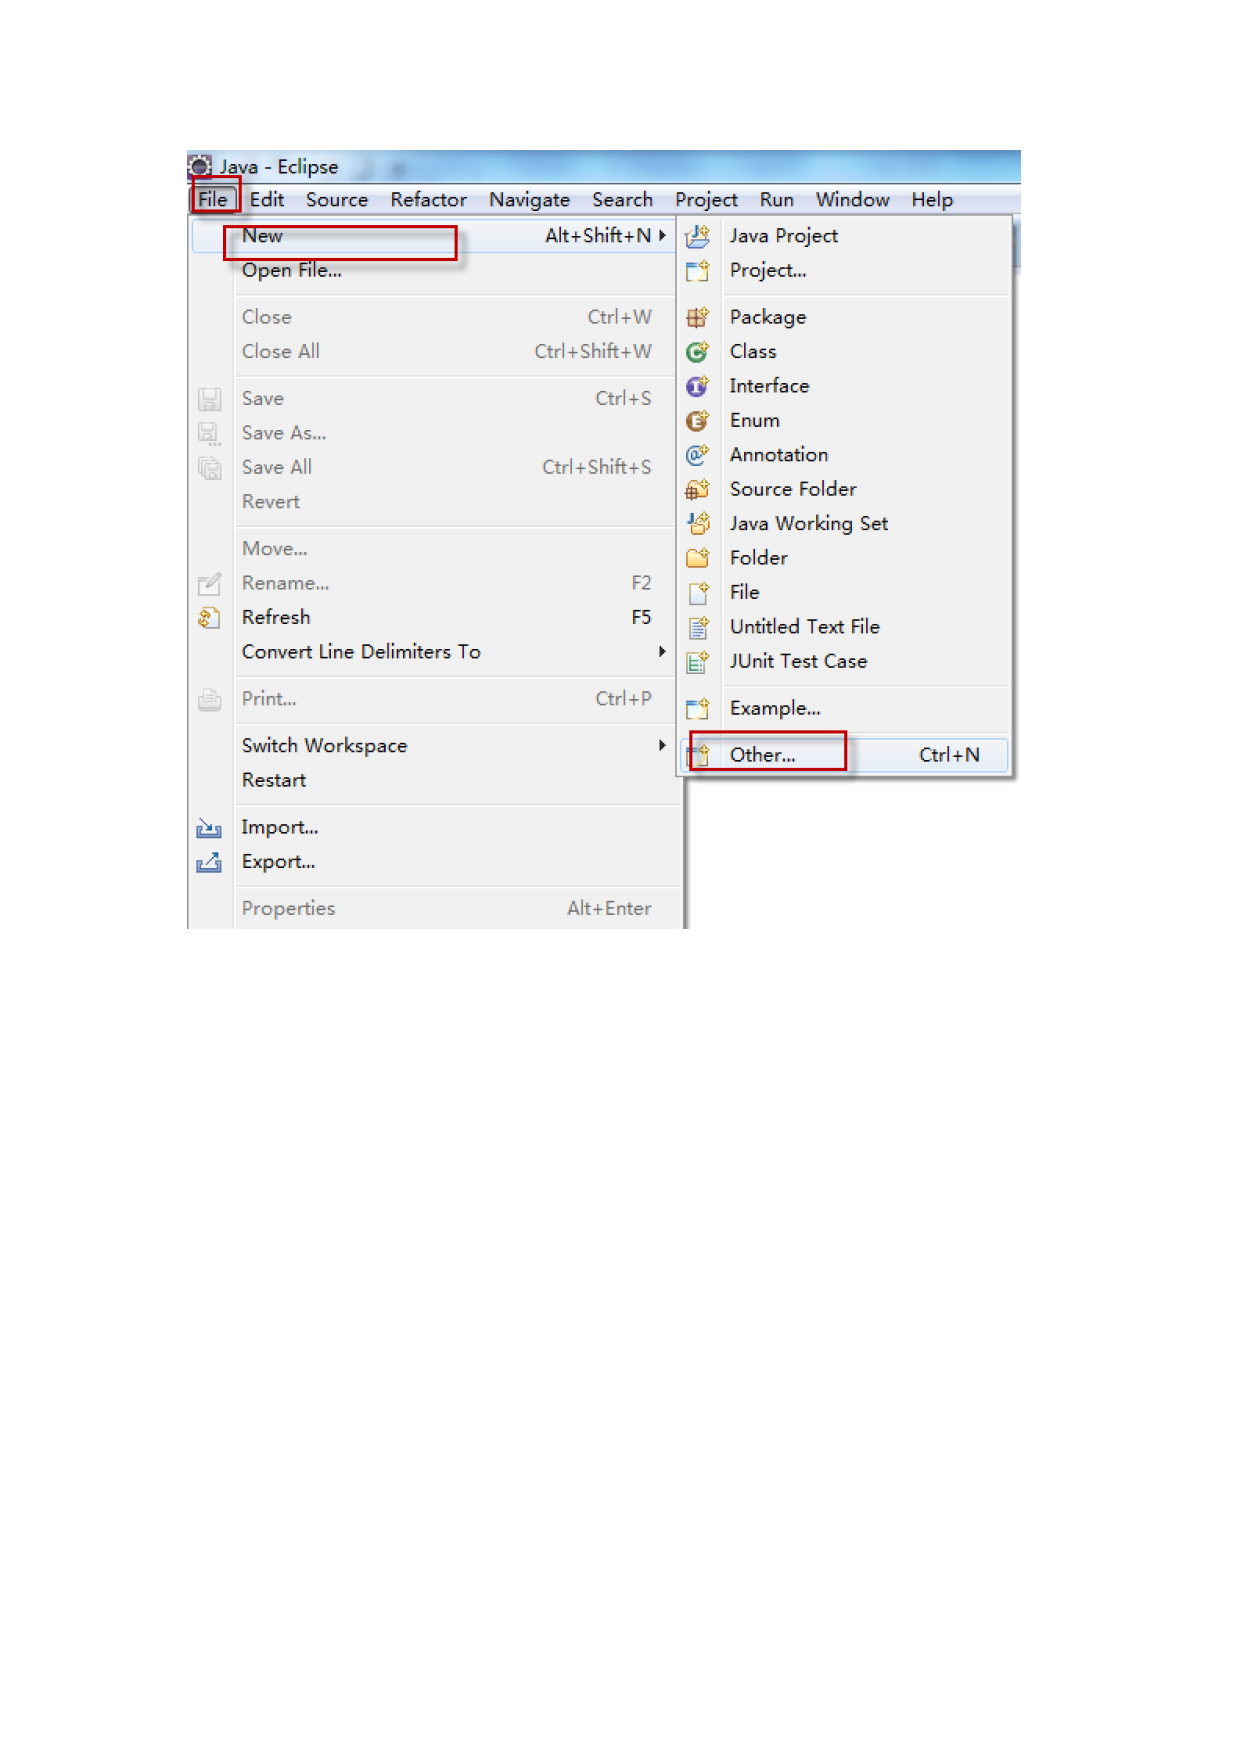 Java - Eclipse
File Edit Source Refactor Navigate Search Project Run Window Help
New Alt+Shift+N
Open File...
Close Ctrl+W
Close All Ctrl+Shift+W
Save Ctrl+S
Save As...
Save All Ctrl+Shift+S
Revert
Move...
Rename... F2
Refresh F5
Convert Line Delimiters To
Print... Ctrl+P
Switch Workspace
Restart
Import...
Export...
Properties Alt+Enter
Java Project
Project...
Package
Class
Interface
Enum
Annotation
Source Folder
Java Working Set
Folder
File
Untitled Text File
JUnit Test Case
Example...
Other... Ctrl+N